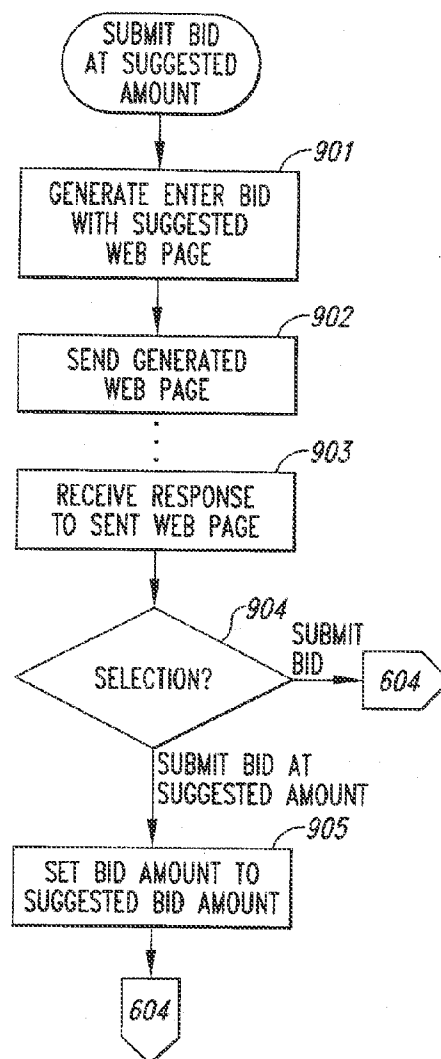 SUBMIT BID
AT SUGGESTED
AMOUNT
901
GENERATE ENTER BID
WITH SUGGESTED
WEB PAGE
902
SEND GENERATED
WEB PAGE
903
RECEIVE RESPONSE
TO SENT WEB PAGE
904
SELECTION?
SUBMIT
BID
604
SUBMIT BID AT
SUGGESTED AMOUNT
905
SET BID AMOUNT TO
SUGGESTED BID AMOUNT
604